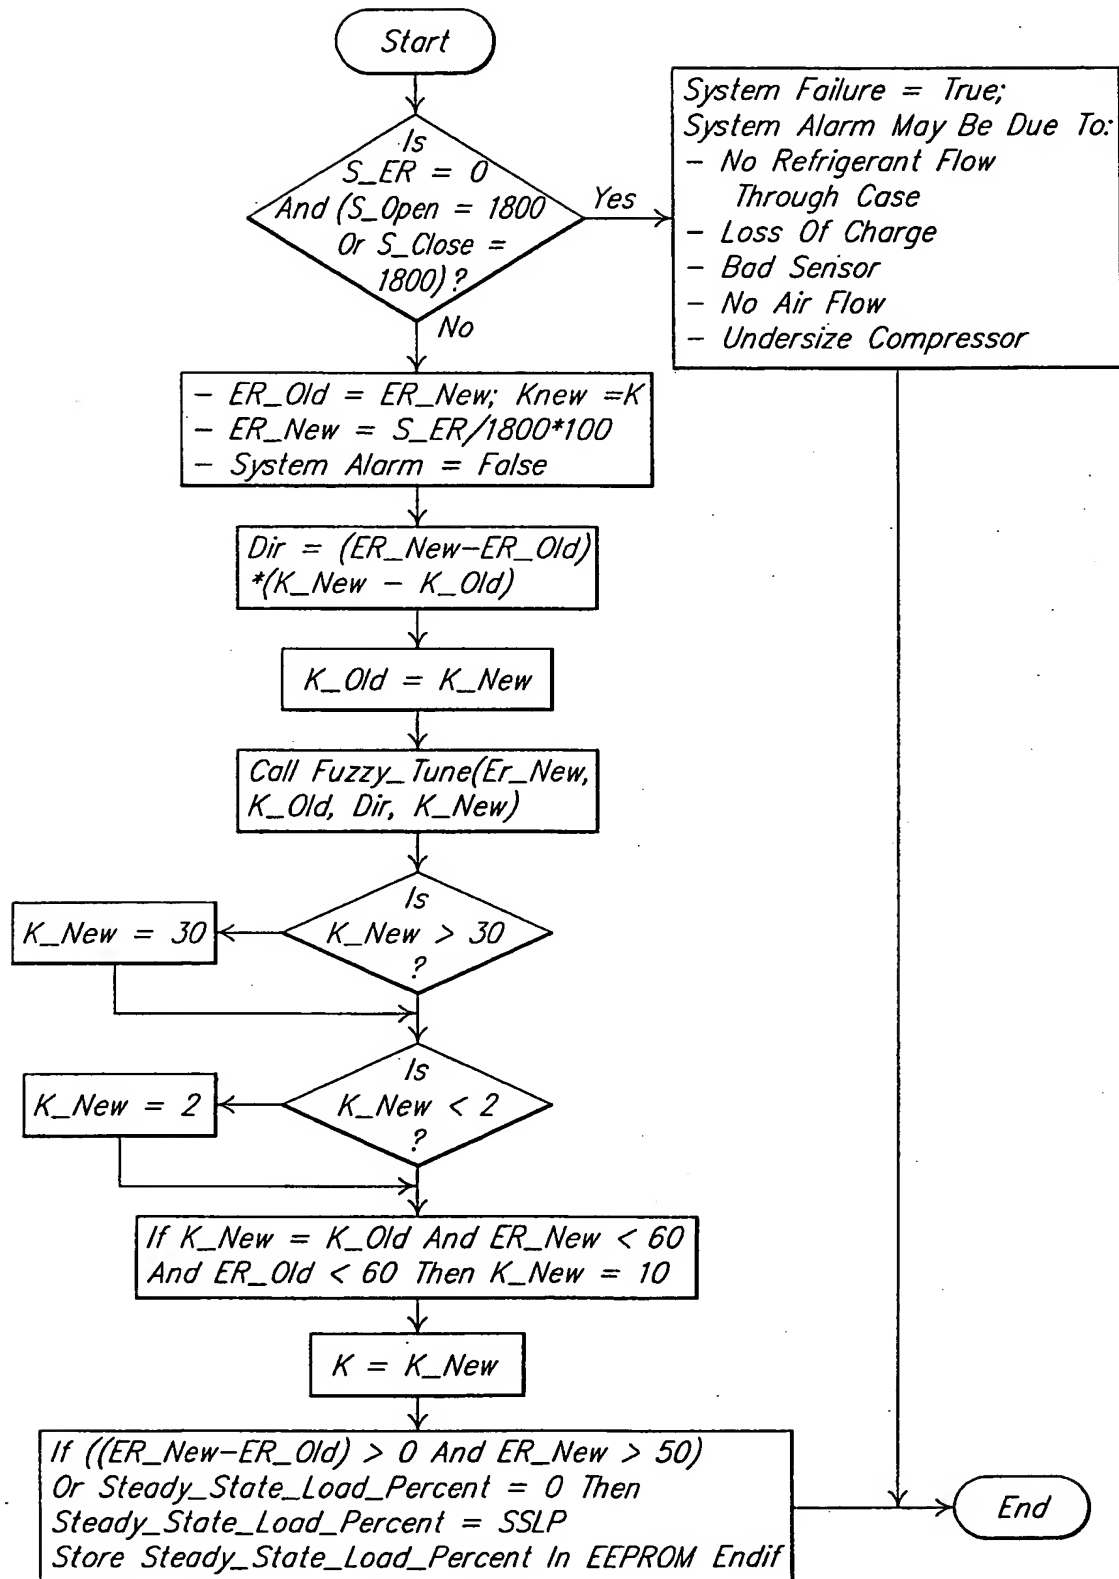 Start
Is
S_ER = 0
And (S_Open = 1800
Or S_Close =
1800) ?
Yes
No
System Failure = True;
System Alarm May Be Due To:
- No Refrigerant Flow
Through Case
- Loss Of Charge
- Bad Sensor
- No Air Flow
- Undersize Compressor
- ER_Old = ER_New; Knew =K
- ER_New = S_ER/1800*100
- System Alarm = False
Dir = (ER_New-ER_Old)
*(K_New - K_Old)
K_Old = K_New
Call Fuzzy_Tune(Er_New,
K_Old, Dir, K_New)
Is
K_New > 30
?
K_New = 30
Is
K_New < 2
?
K_New = 2
If K_New = K_Old And ER_New < 60
And ER_Old < 60 Then K_New = 10
K = K_New
If ((ER_New-ER_Old) > 0 And ER_New > 50)
Or Steady_State_Load_Percent = 0 Then
Steady_State_Load_Percent = SSLP
Store Steady_State_Load_Percent In EEPROM Endif
End